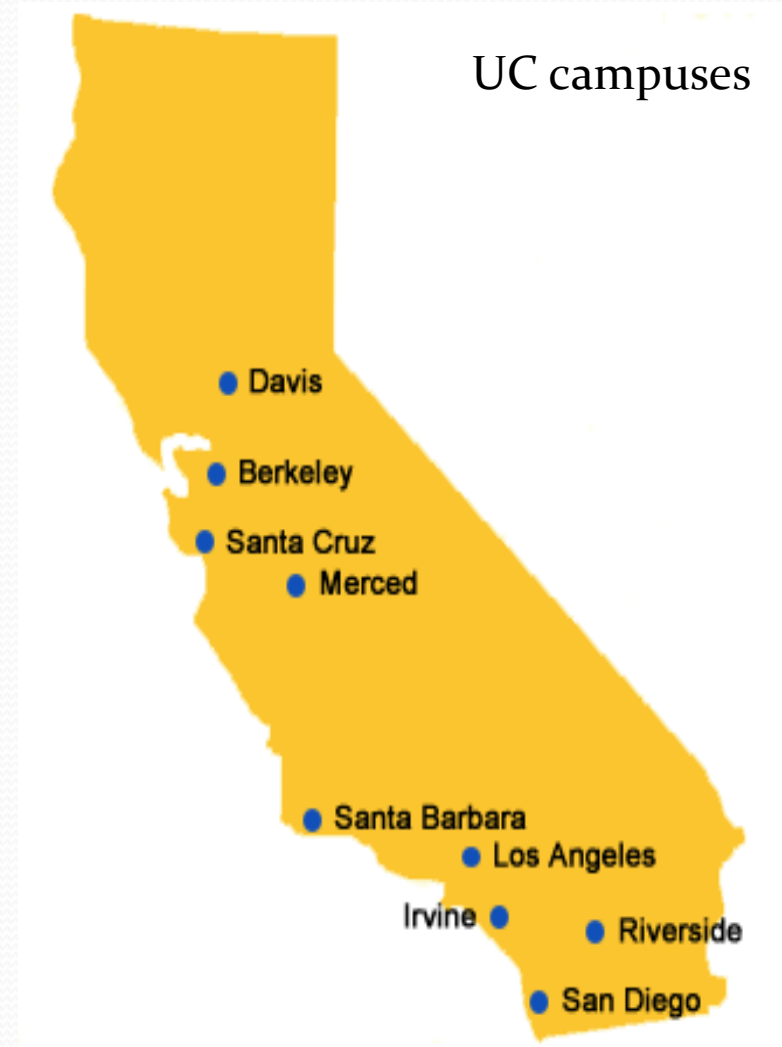 UC campuses
Davis
Berkeley
Santa Cruz
Merced
Santa Barbara
Los Angeles
Irvine
Riverside
San Diego